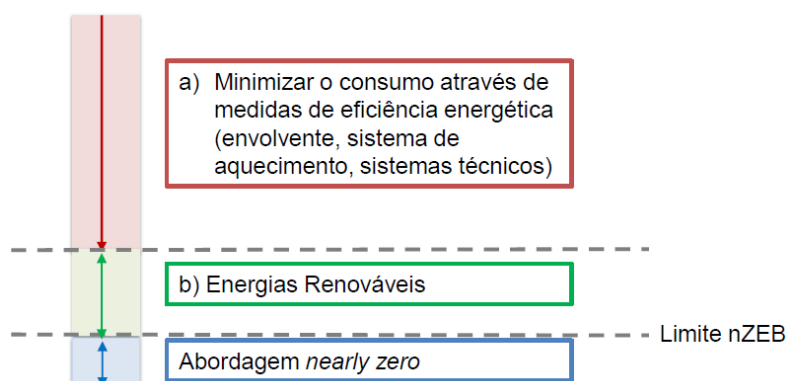 a) Minimizar o consumo através de
medidas de eficiência energética
(envolvente, sistema de
aquecimento, sistemas técnicos)
b) Energias Renováveis
Limite nZEB
Abordagem nearly zero